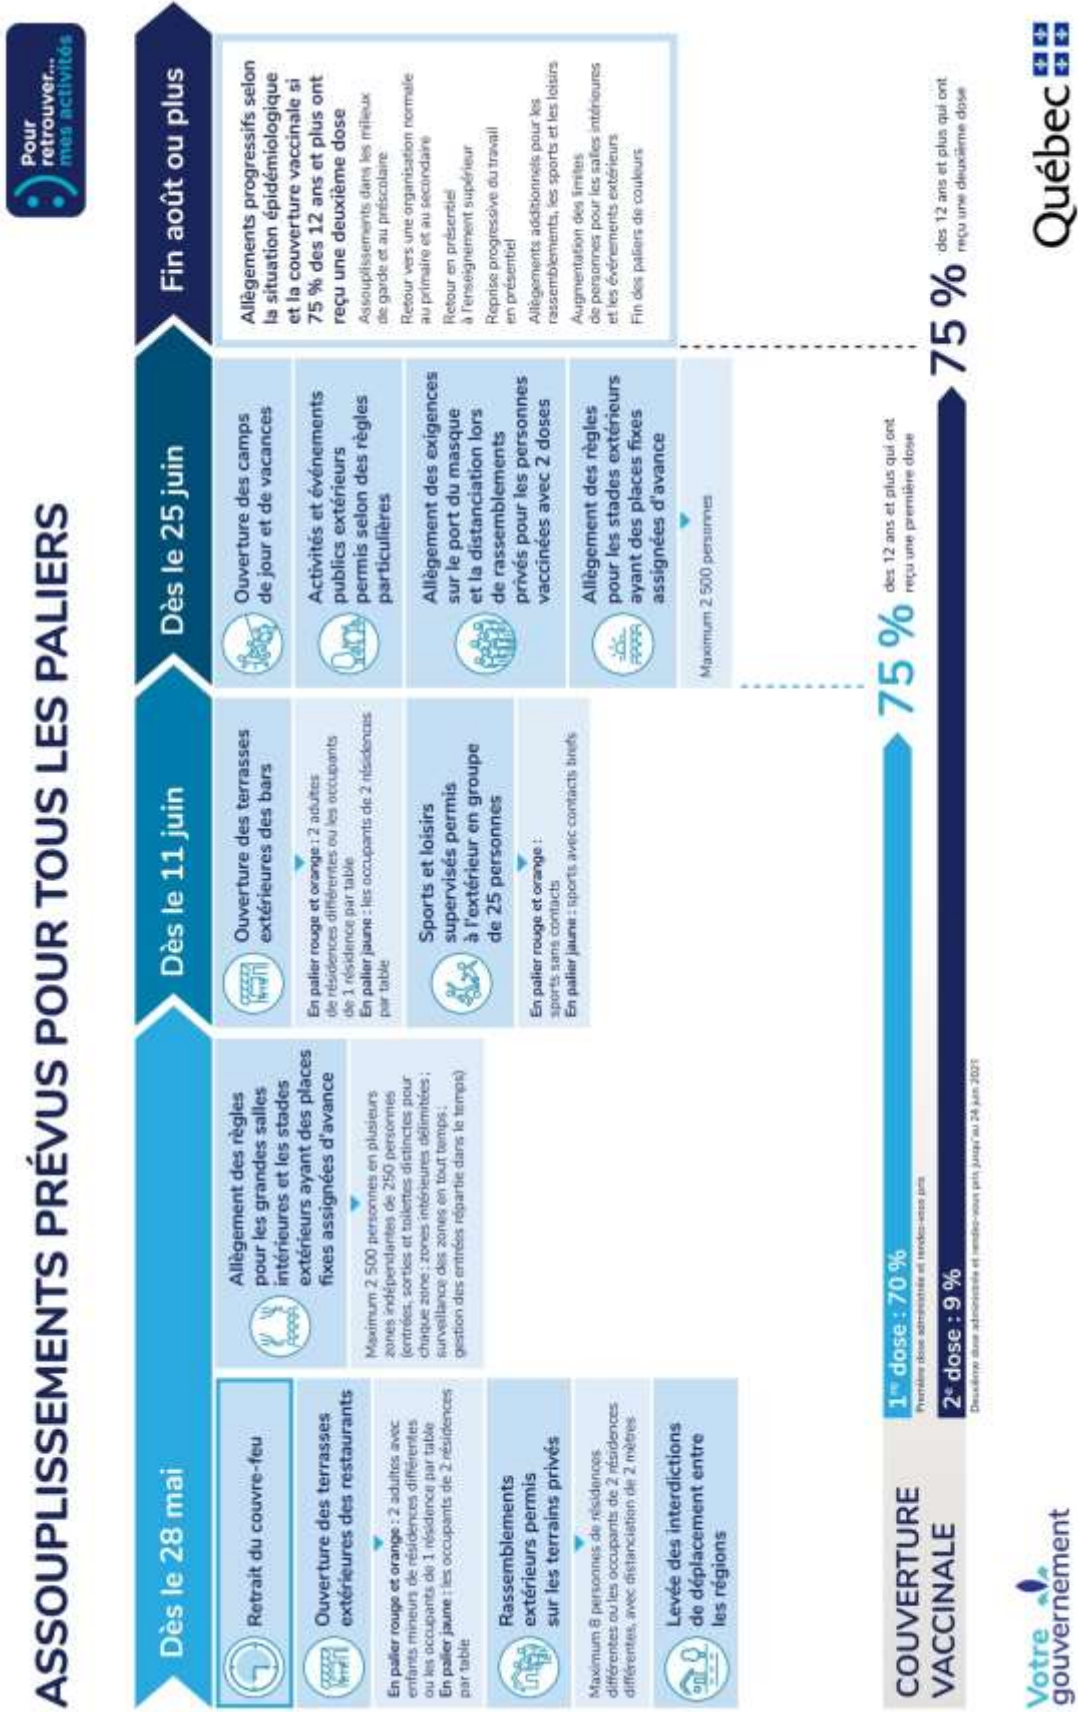 ASSOUPLISSEMENTS PRÉVUS POUR TOUS LES PALIERS
:)
Pour
retrouver...
mes activités
Dès le 28 mai
Retrait du couvre-feu
Ouverture des terrasses
extérieures des restaurants
En palier rouge et orange : 2 adultes avec
enfants mineurs de résidences différentes
ou les occupants de 1 résidence par table
En palier jaune : les occupants de 2 résidences
par table
Rassemblements
extérieurs permis
sur les terrains privés
Maximum 8 personnes de résidences
différentes ou les occupants de 2 résidences
différentes, avec distanciation de 2 mètres
Levée des interdictions
de déplacement entre
les régions
Allègement des règles
pour les grandes salles
intérieures et les stades
extérieurs ayant des places
fixes assignées d'avance
Maximum 2 500 personnes en plusieurs
zones indépendantes de 250 personnes
(entrées, sorties et toilettes distinctes pour
chaque zone ; zones intérieures délimitées ;
surveillance des zones en tout temps ;
gestion des entrées répartie dans le temps)
Dès le 11 juin
Ouverture des terrasses
extérieures des bars
En palier rouge et orange : 2 adultes
de résidences différentes ou les occupants
de 1 résidence par table
En palier jaune : les occupants de 2 résidences
par table
Sports et loisirs
supervisés permis
à l'extérieur en groupe
de 25 personnes
En palier rouge et orange :
sports sans contacts
En palier jaune : sports avec contacts brefs
Dès le 25 juin
Ouverture des camps
de jour et de vacances
Activités et événements
publics extérieurs
permis selon des règles
particulières
Allègement des exigences
sur le port du masque
et la distanciation lors
de rassemblements
privés pour les personnes
vaccinées avec 2 doses
Allègement des règles
pour les stades extérieurs
ayant des places fixes
assignées d'avance
Maximum 2 500 personnes
Fin août ou plus
Allègements progressifs selon
la situation épidémiologique
et la couverture vaccinale si
75 % des 12 ans et plus ont
reçu une deuxième dose
Assouplissements dans les milieux
de garde et au préscolaire
Retour vers une organisation normale
au primaire et au secondaire
Retour en présentiel
à l'enseignement supérieur
Reprise progressive du travail
en présentiel
Allègements additionnels pour les
rassemblements, les sports et les loisirs
Augmentation des limites
de personnes pour les salles intérieures
et les événements extérieurs
Fin des paliers de couleurs
COUVERTURE
VACCINALE
1re dose : 70 %
Première dose administrée et rendez-vous pris
75 %
des 12 ans et plus qui ont
reçu une première dose
2e dose : 9 %
Deuxième dose administrée et rendez-vous pris jusqu'au 24 juin 2021
75 %
des 12 ans et plus qui ont
reçu une deuxième dose
Votre
gouvernement
Québec